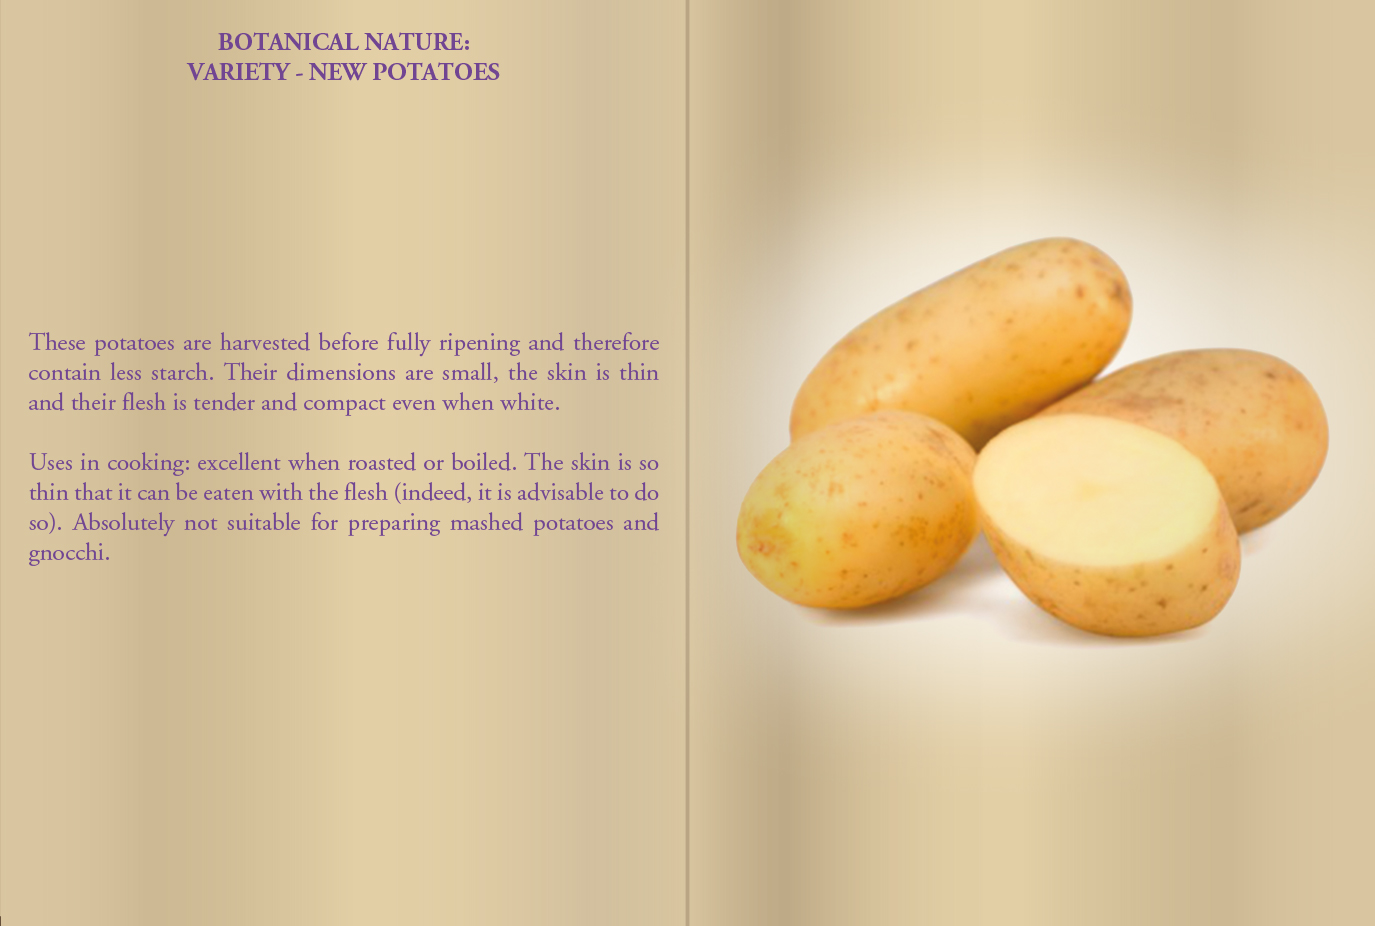 BOTANICAL NATURE:
VARIETY - NEW POTATOES
These potatoes are harvested before fully ripening and therefore
contain less starch. Their dimensions are small, the skin is thin
and their flesh is tender and compact even when white.
Uses in cooking: excellent when roasted or boiled. The skin is so
thin that it can be eaten with the flesh (indeed, it is advisable to do
so). Absolutely not suitable for preparing mashed potatoes and
gnocchi.